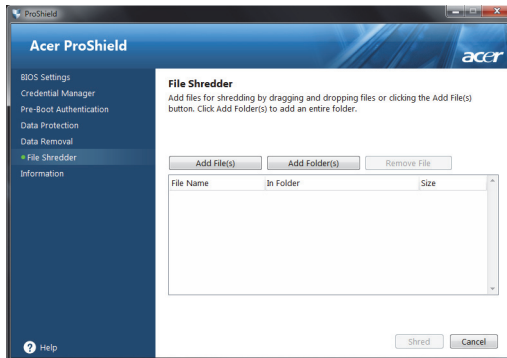 ProShield
Acer ProShield
acer
BIOS Settings
Credential Manager
Pre-Boot Authentication
Data Protection
Data Removal
File Shredder
Information
File Shredder
Add files for shredding by dragging and dropping files or clicking the Add File(s)
button. Click Add Folder(s) to add an entire folder.
Add File(s) Add Folder(s) Remove File
File Name In Folder Size
? Help
Shred Cancel